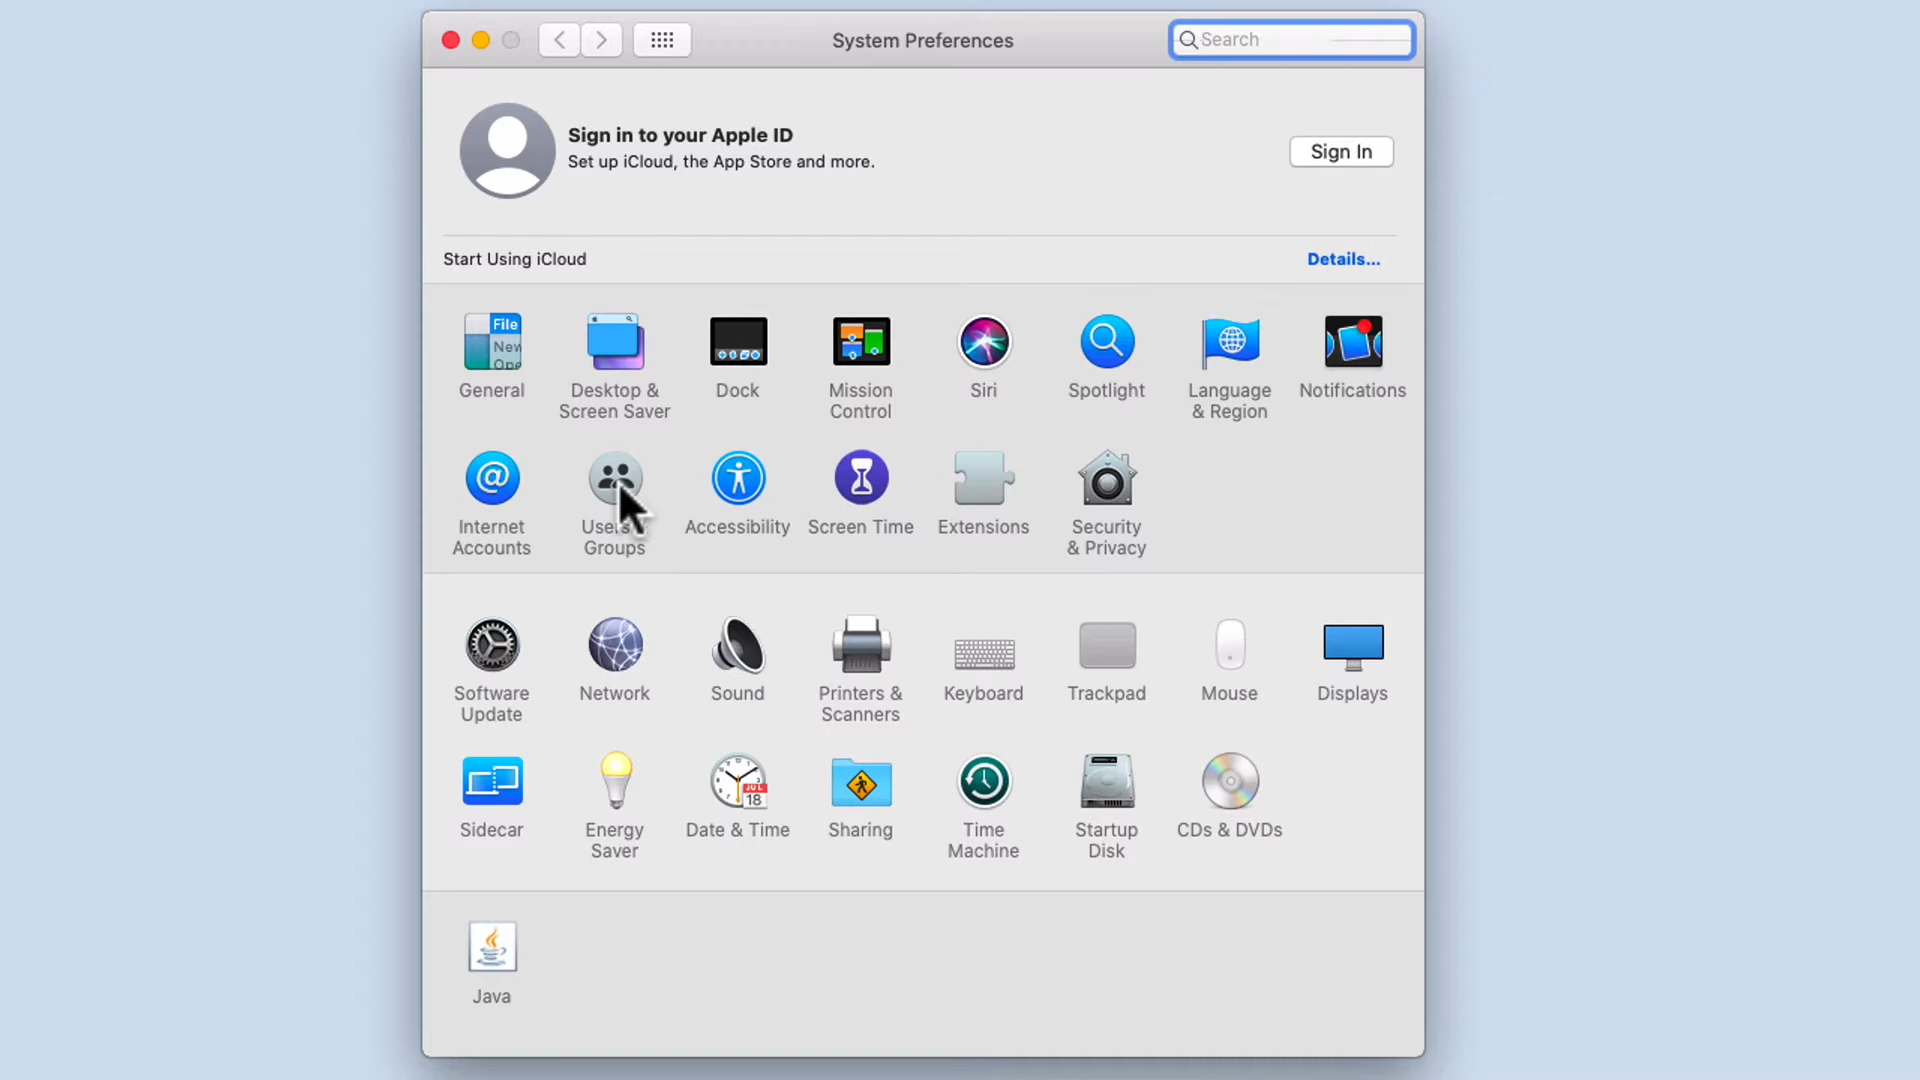 System Preferences
Search
Sign in to your Apple ID
Set up iCloud, the App Store and more.
Sign In
Start Using iCloud
Details...
File
New
Ope
General
Desktop &
Screen Saver
Dock
Mission
Control
Siri
Spotlight
Language
& Region
Notifications
Internet
Accounts
Users
Groups
Accessibility
Screen Time
Extensions
Security
& Privacy
Software
Update
Network
Sound
Printers &
Scanners
Keyboard
Trackpad
Mouse
Displays
Sidecar
Energy
Saver
JUL
18
Date & Time
Sharing
Time
Machine
Startup
Disk
CDs & DVDs
Java